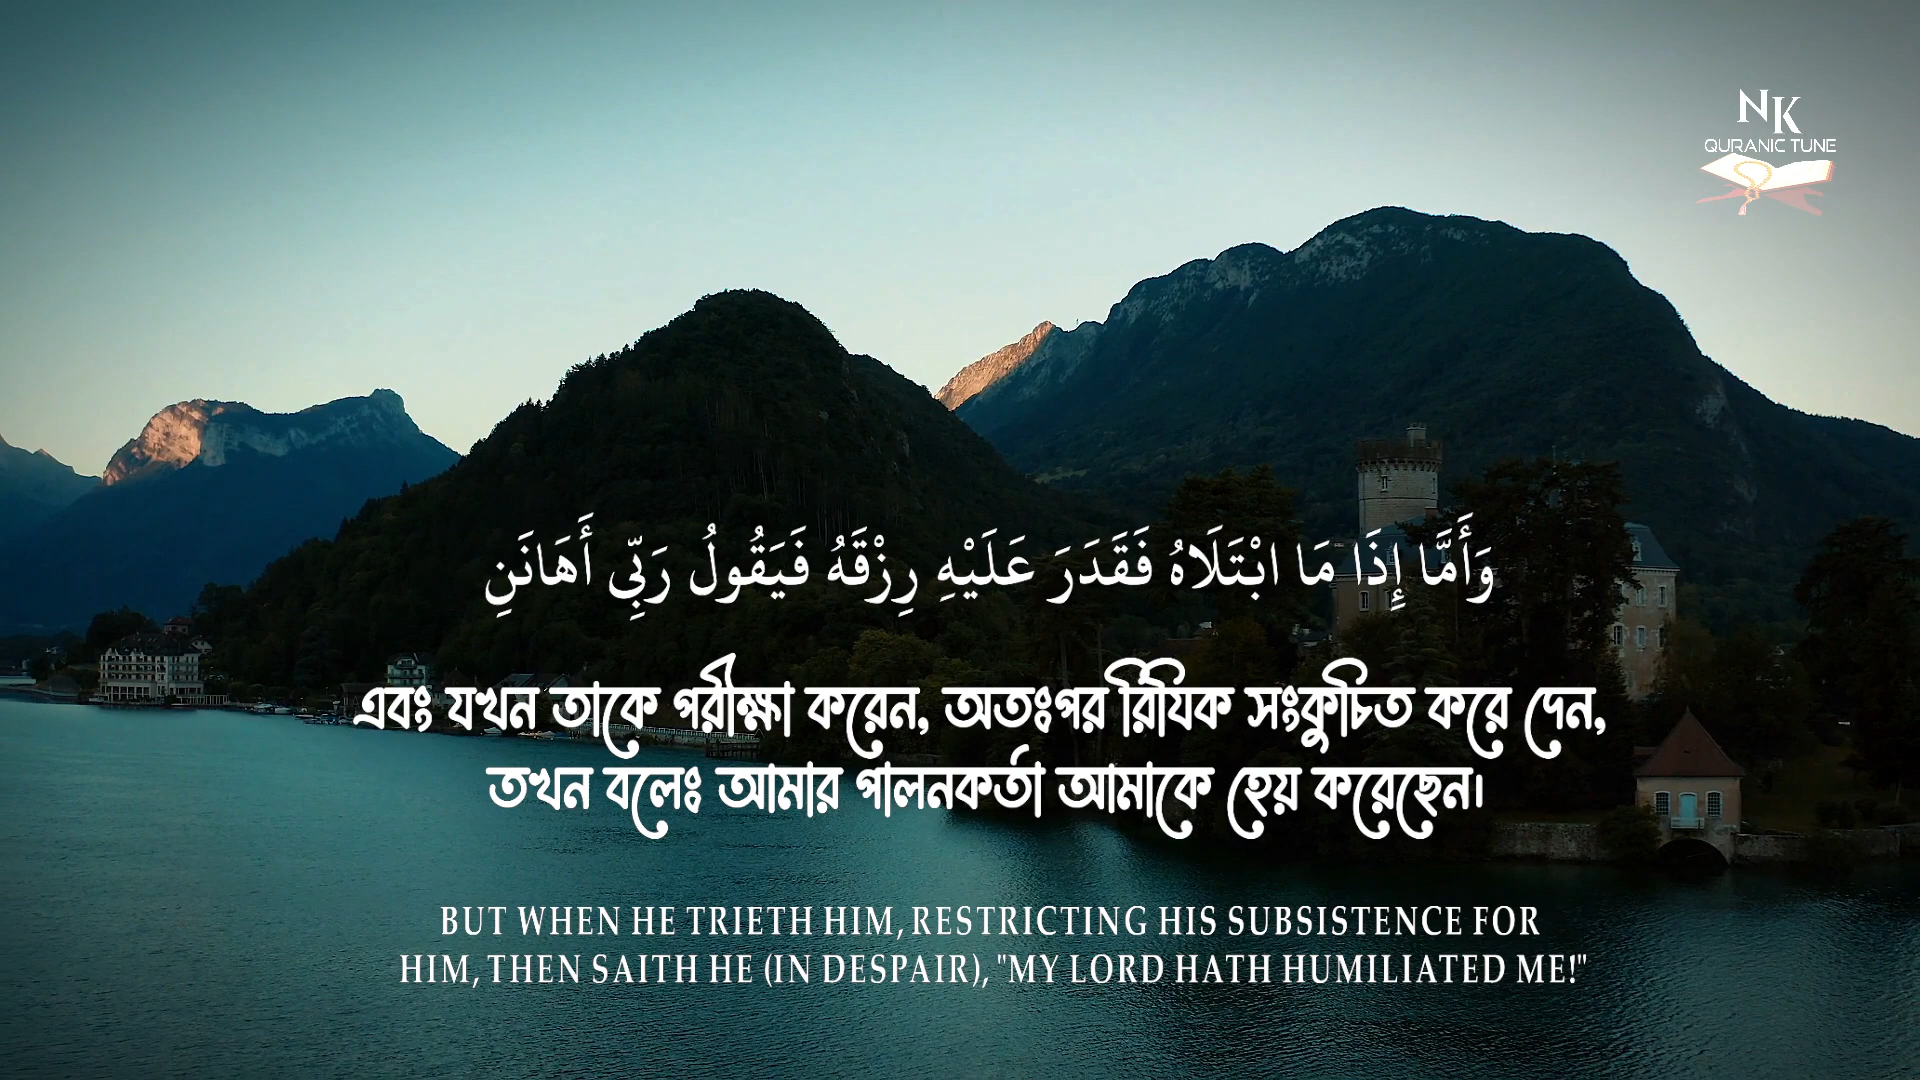 NK
QURANIC TUNE
وَأَمَّا إِذَا مَا ابْتَلَاهُ فَقَدَرَ عَلَيْهِ رِزْقَهُ فَيَقُولُ رَبِّي أَهَانَنِ
এবং যখন তাকে পরীক্ষা করেন, অতঃপর রিযিক সংকুচিত করে দেন,
তখন বলেঃ আমার পালনকর্তা আমাকে হেয় করেছেন।
BUT WHEN HE TRIETH HIM, RESTRICTING HIS SUBSISTENCE FOR
HIM, THEN SAITH HE (IN DESPAIR), "MY LORD HATH HUMILIATED ME!"